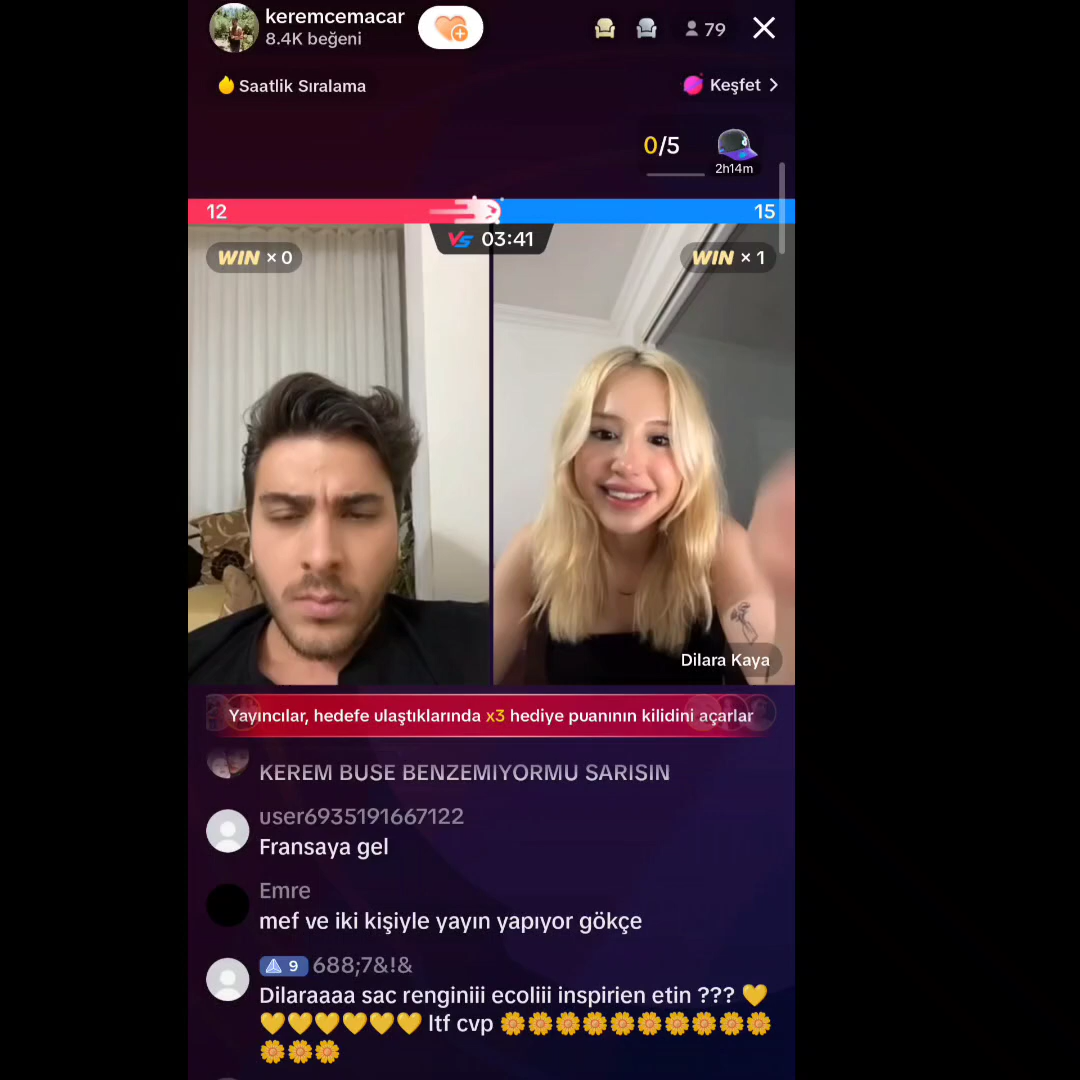 keremcemacar
8.4K beğeni
79
Saatlik Sıralama
Keşfet
0/5
2h14m
12
15
VS 03:41
WIN × 0
WIN × 1
Dilara Kaya
Yayıncılar, hedefe ulaştıklarında x3 hediye puanının kilidini açarlar
KEREM BUSE BENZEMIYORMU SARISIN
user6935191667122
Fransaya gel
Emre
mef ve iki kişiyle yayın yapıyor gökçe
9 688;7&!&
Dilaraaaa sac renginiii ecoliii inspirien etin ??? 💛
💛💛💛💛💛💛 ltf cvp 🌼🌼🌼🌼🌼🌼🌼🌼🌼🌼
🌼🌼🌼